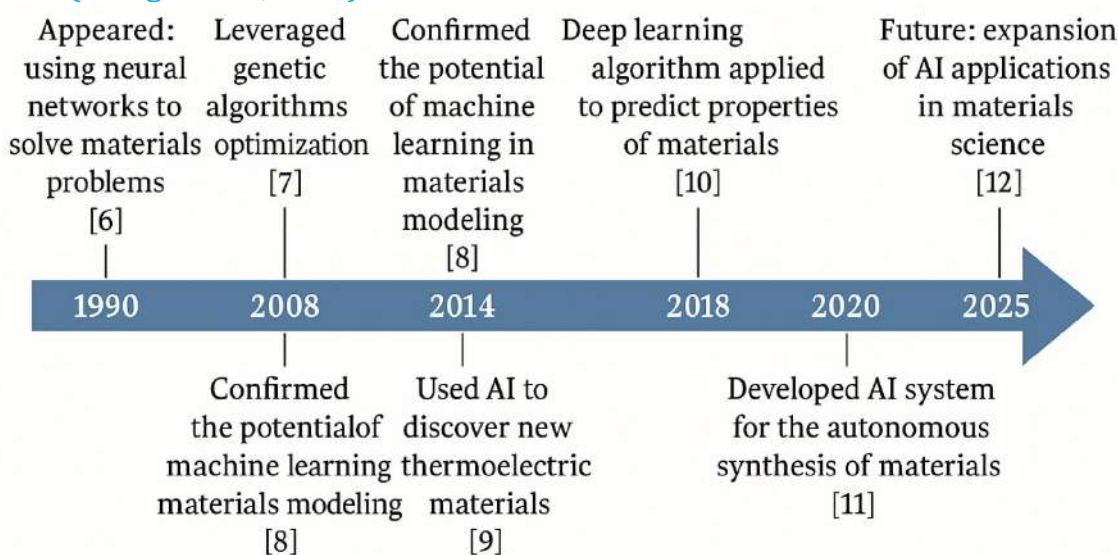 Appeared:
using neural
networks to
solve materials
problems
[6]
Leveraged
genetic
algorithms
optimization
[7]
Confirmed
the potential
of machine
learning in
materials
modeling
[8]
Deep learning
algorithm applied
to predict properties
of materials
[10]
Future: expansion
of AI applications
in materials
science
[12]
1990
2008
2014
2018
2020
2025
Confirmed
the potentialof
machine learning
materials modeling
[8]
Used AI to
discover new
thermoelectric
materials
[9]
Developed AI system
for the autonomous
synthesis of materials
[11]